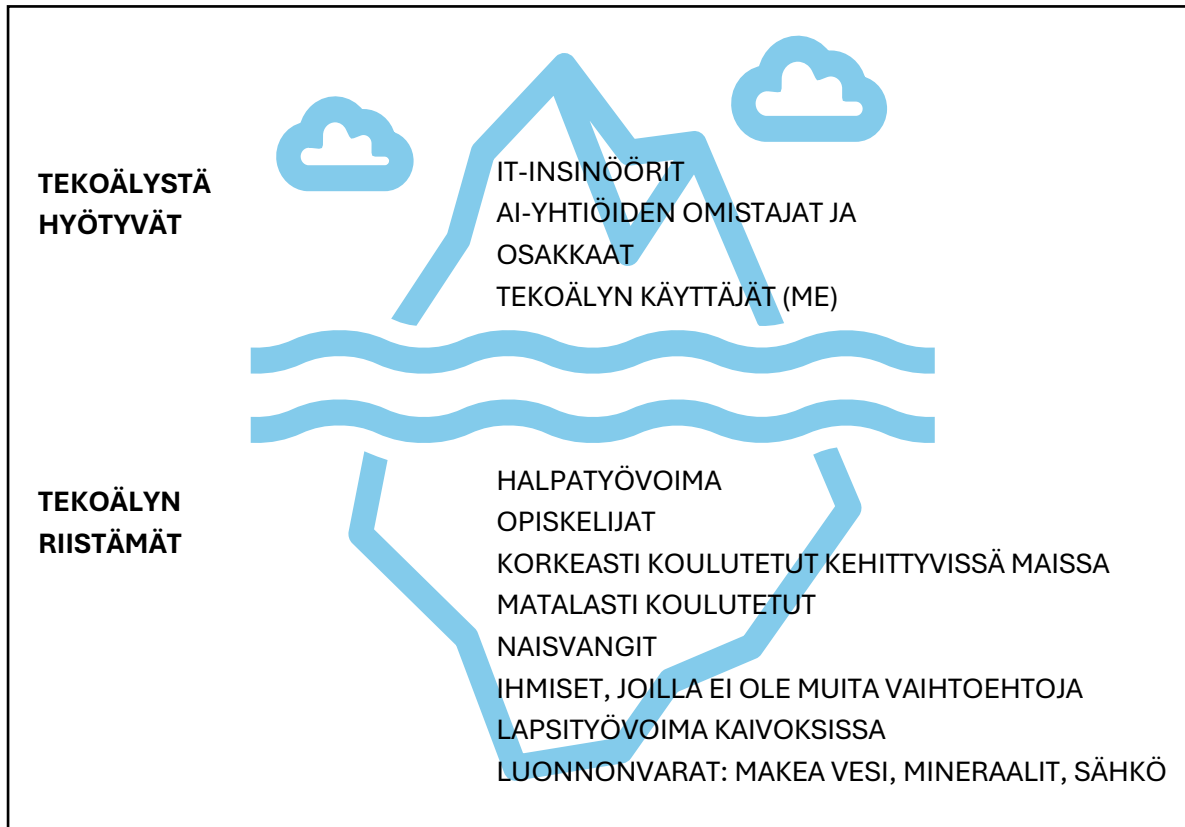 TEKOÄLYSTÄ
HYÖTYVÄT
IT-INSINÖÖRIT
AI-YHTIÖIDEN OMISTAJAT JA
OSAKKAAT
TEKOÄLYN KÄYTTÄJÄT (ME)
TEKOÄLYN
RIISTÄMÄT
HALPATYÖVOIMA
OPISKELIJAT
KORKEASTI KOULUTETUT KEHITTYVISSÄ MAISSA
MATALASTI KOULUTETUT
NAISVANGIT
IHMISET, JOILLA EI OLE MUITA VAIHTOEHTOJA
LAPSITYÖVOIMA KAIVOKSISSA
LUONNONVARAT: MAKEA VESI, MINERAALIT, SÄHKÖ